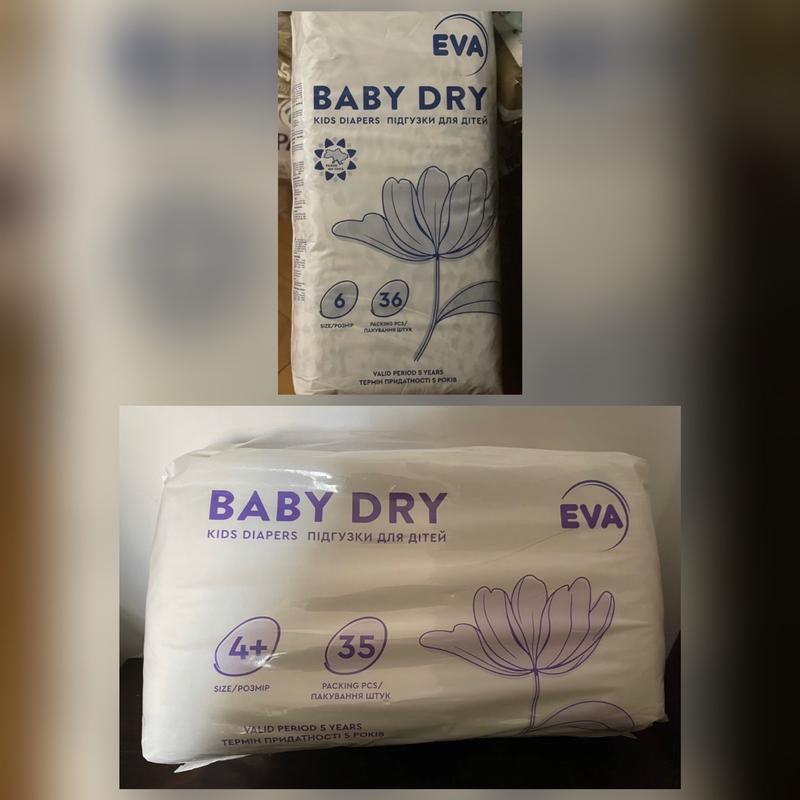 EVA
BABY DRY
KIDS DIAPERS ПІДГУЗКИ ДЛЯ ДІТЕЙ
6
36
SIZE/РОЗМІР
PACKING PCS/
ПАКУВАННЯ ШТУК
VALID PERIOD 5 YEARS
ТЕРМІН ПРИДАТНОСТІ 5 РОКІВ
BABY DRY
EVA
KIDS DIAPERS ПІДГУЗКИ ДЛЯ ДІТЕЙ
4+
35
SIZE/РОЗМІР
PACKING PCS/
ПАКУВАННЯ ШТУК
VALID PERIOD 5 YEARS
ТЕРМІН ПРИДАТНОСТІ 5 РОКІВ